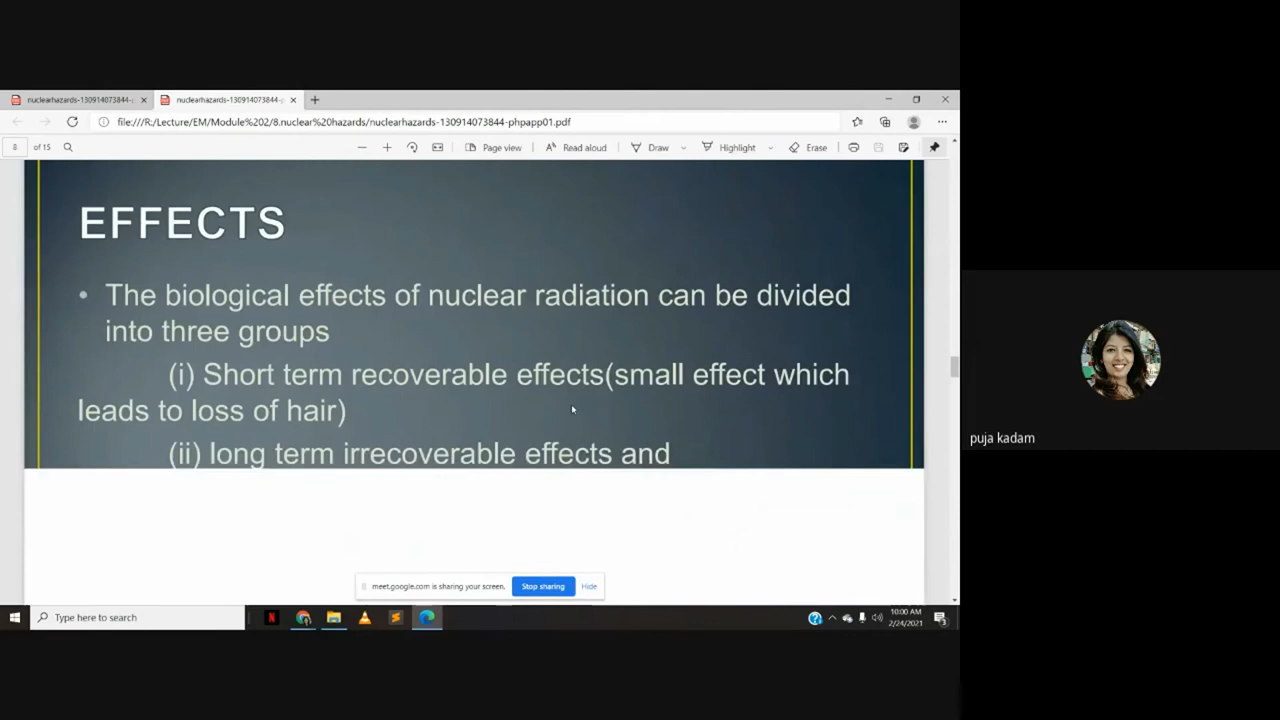 nuclearhazards-130914073844-p
nuclearhazards-130914073844-p
file:///R:/Lecture/EM/Module%202/8.nuclear%20hazards/nuclearhazards-130914073844-phpapp01.pdf
8 of 15
Page view
Read aloud
Draw
Highlight
Erase
EFFECTS
• The biological effects of nuclear radiation can be divided
into three groups
(i) Short term recoverable effects(small effect which
leads to loss of hair)
(ii) long term irrecoverable effects and
puja kadam
meet.google.com is sharing your screen.
Stop sharing
Hide
Type here to search
10:00 AM
2/24/2021